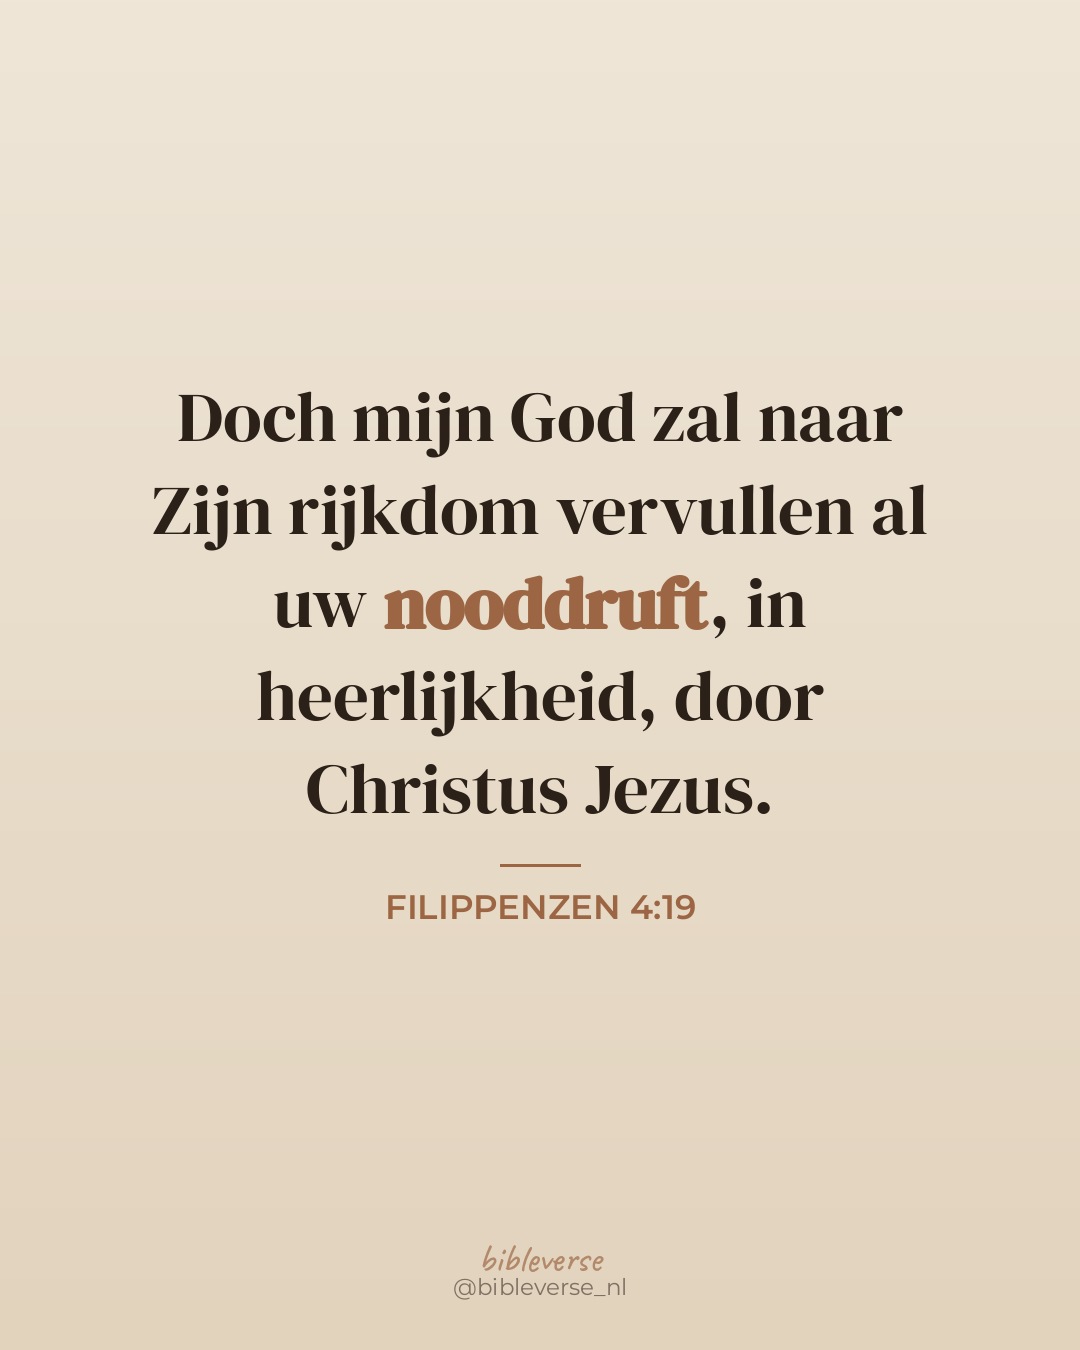 Doch mijn God zal naar
Zijn rijkdom vervullen al
uw nooddruft, in
heerlijkheid, door
Christus Jezus.
FILIPPENZEN 4:19
bibleverse
@bibleverse_nl